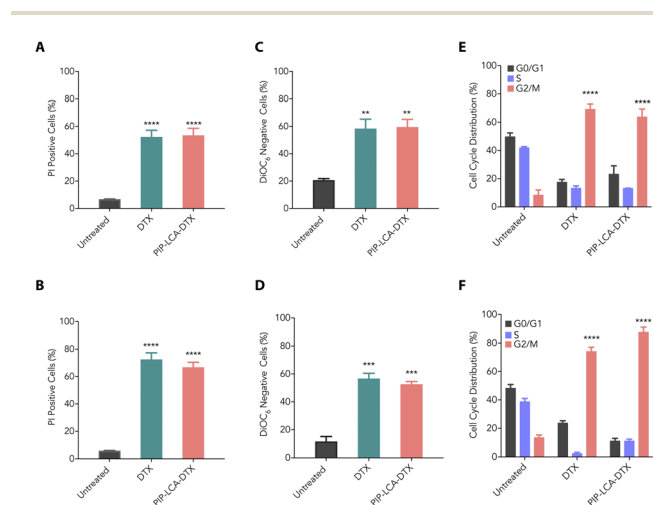 A
PI Positive Cells (%)
100
80
60
40
20
0
****
****
Untreated
DTX
PIP-LCA-DTX
C
DiOC6 Negative Cells (%)
100
80
60
40
20
0
**
**
Untreated
DTX
PIP-LCA-DTX
E
Cell Cycle Distribution (%)
100
80
60
40
20
0
G0/G1
S
G2/M
****
****
Untreated
DTX
PIP-LCA-DTX
B
PI Positive Cells (%)
100
80
60
40
20
0
****
****
Untreated
DTX
PIP-LCA-DTX
D
DiOC6 Negative Cells (%)
100
80
60
40
20
0
***
***
Untreated
DTX
PIP-LCA-DTX
F
Cell Cycle Distribution (%)
100
80
60
40
20
0
G0/G1
S
G2/M
****
****
Untreated
DTX
PIP-LCA-DTX